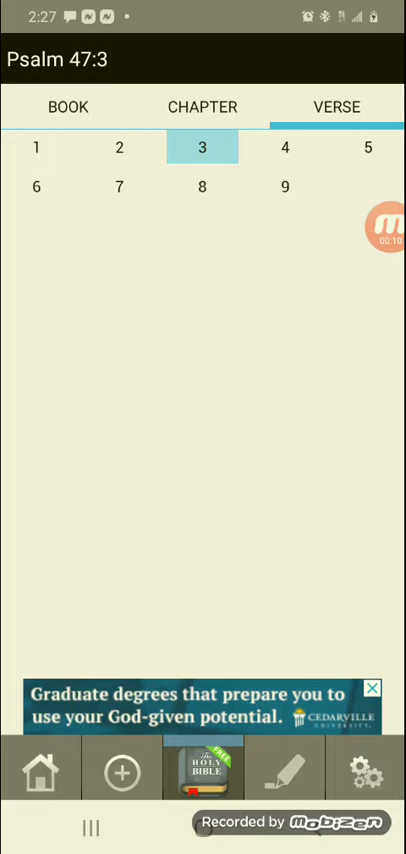 2:27
Psalm 47:3
BOOK CHAPTER VERSE
1 2 3 4 5
6 7 8 9
00:10
Graduate degrees that prepare you to
use your God-given potential. CEDARVILLE
UNIVERSITY
The
HOLY
BIBLE
FREE
Recorded by mobizen